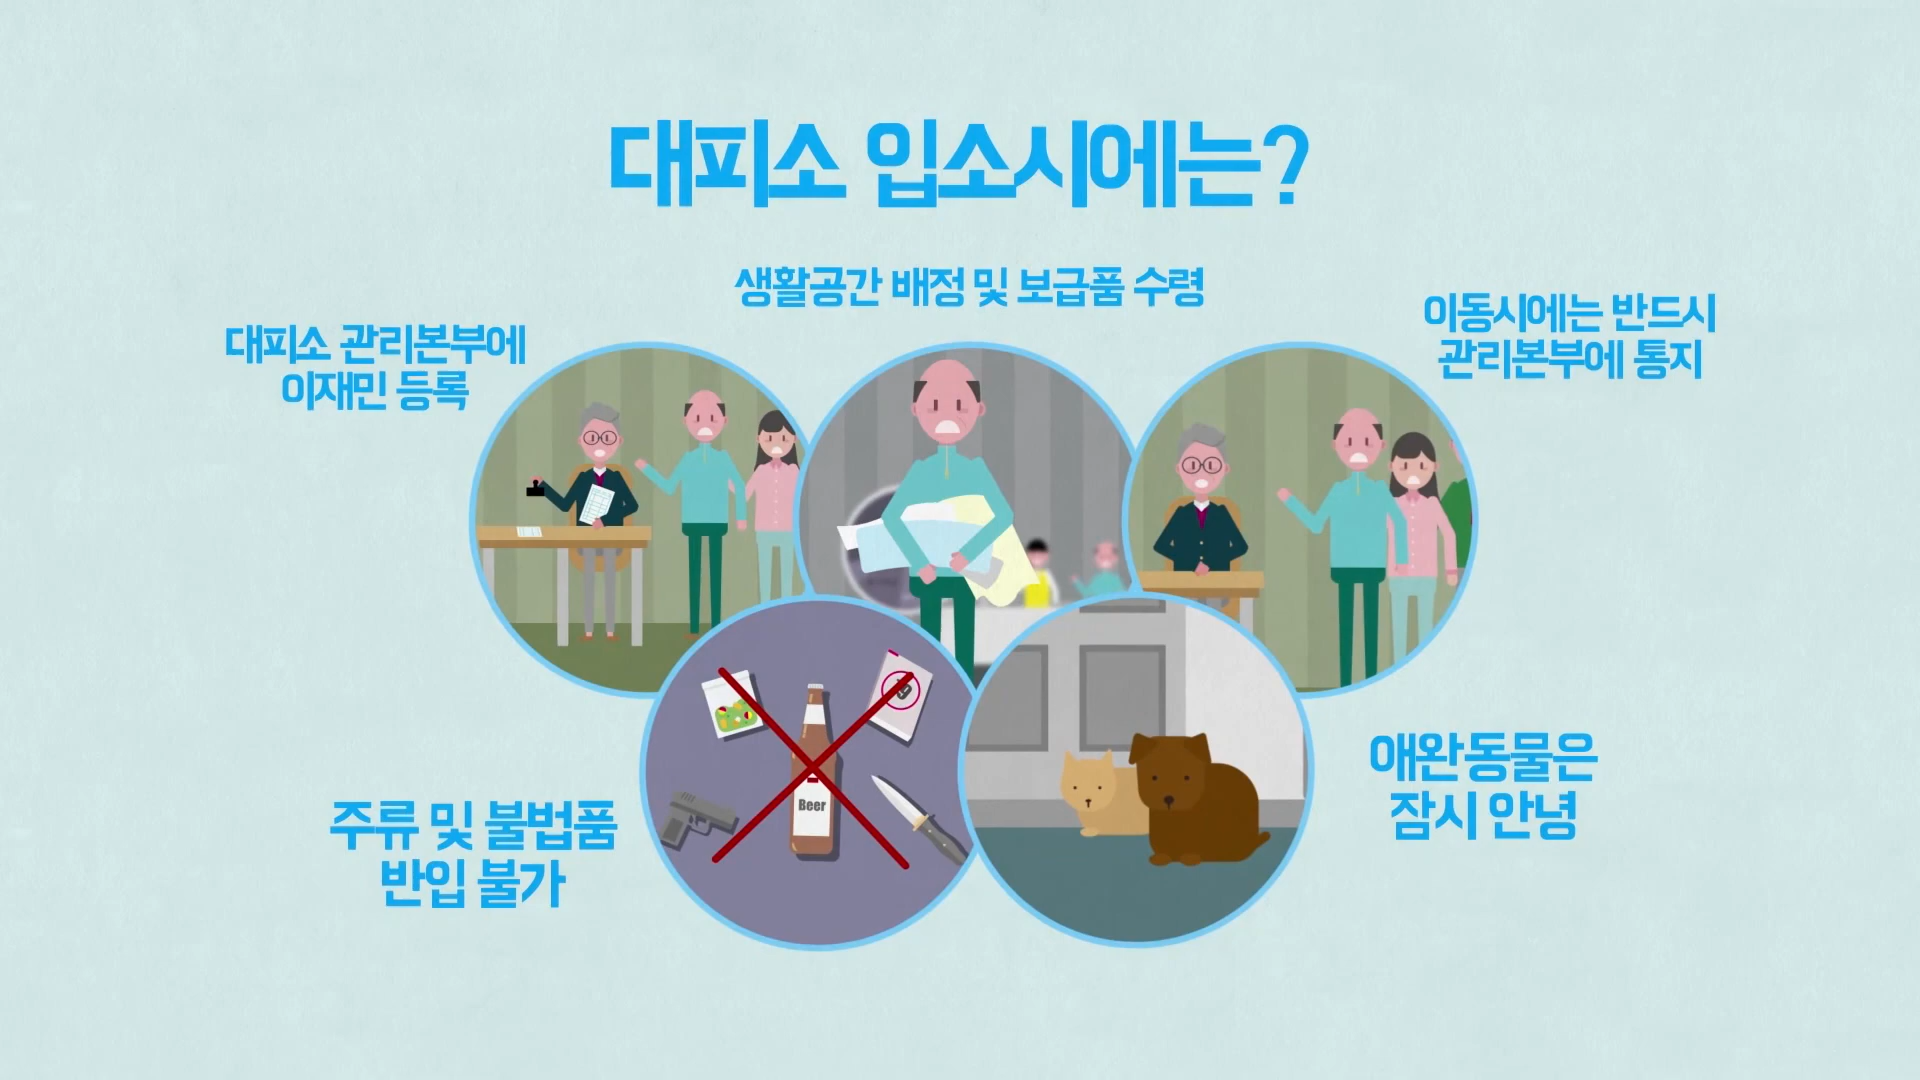 대피소 입소시에는?
생활공간 배정 및 보급품 수령
대피소 관리본부에
이재민 등록
이동시에는 반드시
관리본부에 통지
주류 및 불법품
반입 불가
애완동물은
잠시 안녕
Beer